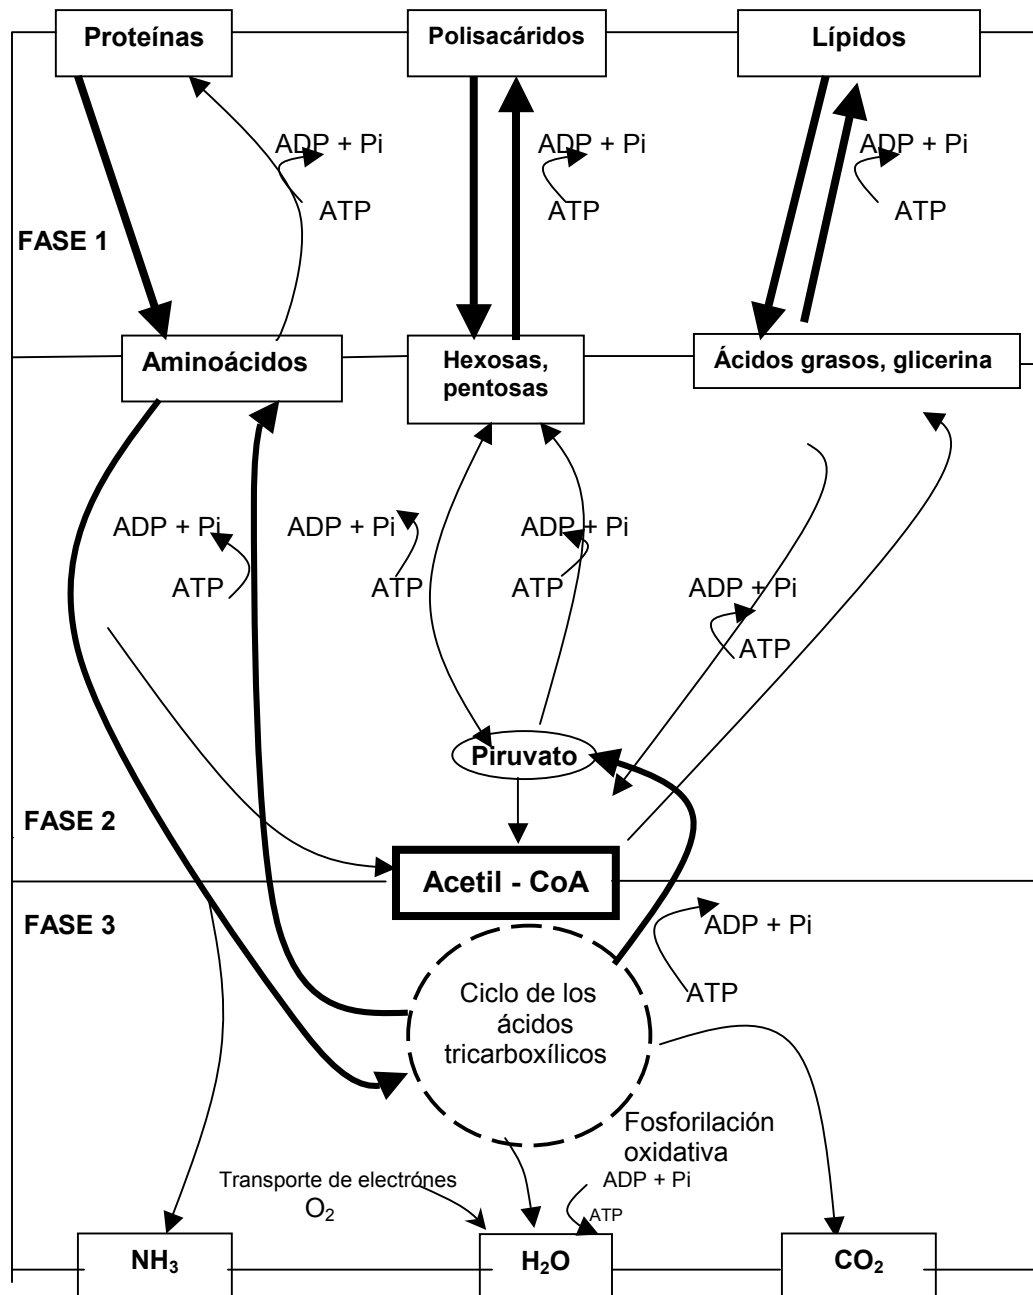 Proteínas
Polisacáridos
Lípidos
ADP + Pi
ATP
ADP + Pi
ATP
ADP + Pi
ATP
FASE 1
Aminoácidos
Hexosas,
pentosas
Ácidos grasos, glicerina
ADP + Pi
ATP
ADP + Pi
ATP
ADP + Pi
ATP
ADP + Pi
ATP
Piruvato
FASE 2
Acetil - CoA
FASE 3
ADP + Pi
ATP
Ciclo de los
ácidos
tricarboxílicos
Fosforilación
oxidativa
Transporte de electrónes
O₂
ADP + Pi
ATP
NH₃
H₂O
CO₂